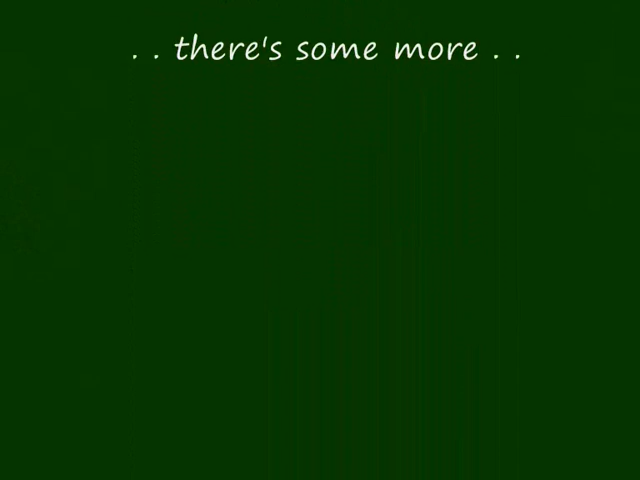 . . there's some more . .